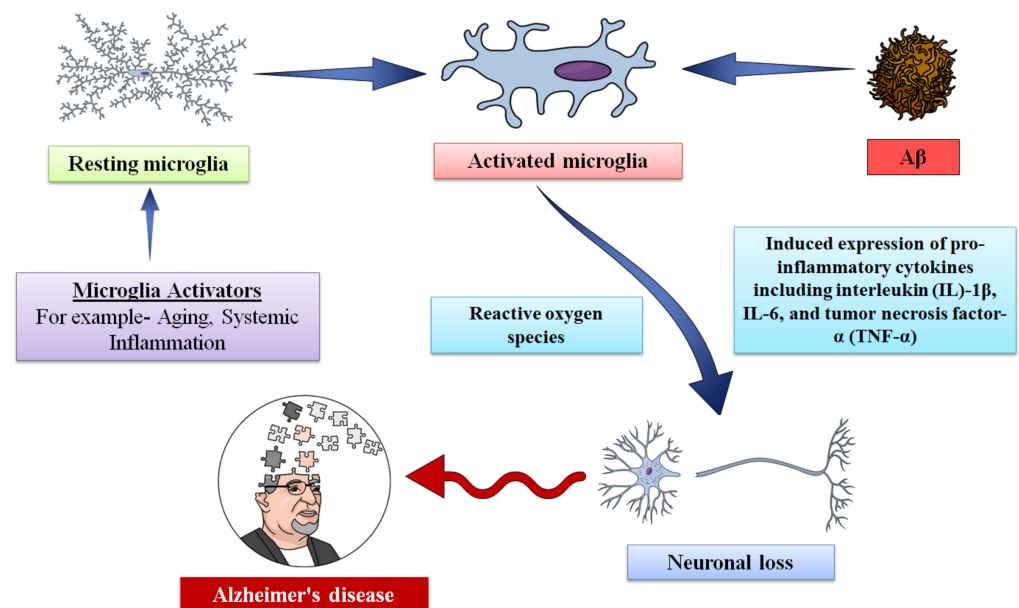 Resting microglia
Activated microglia
Aβ
Microglia Activators
For example- Aging, Systemic
Inflammation
Reactive oxygen
species
Induced expression of pro-
inflammatory cytokines
including interleukin (IL)-1β,
IL-6, and tumor necrosis factor-
α (TNF-α)
Neuronal loss
Alzheimer's disease